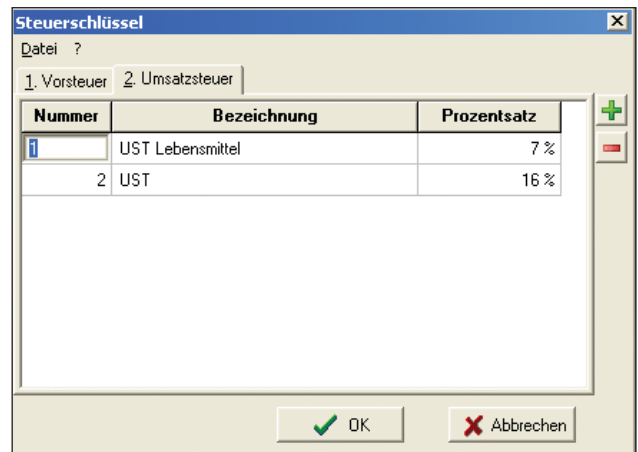 Steuerschlüssel
Datei ?
1. Vorsteuer 2. Umsatzsteuer
Nummer Bezeichnung Prozentsatz
1 UST Lebensmittel 7 %
2 UST 16 %
OK Abbrechen